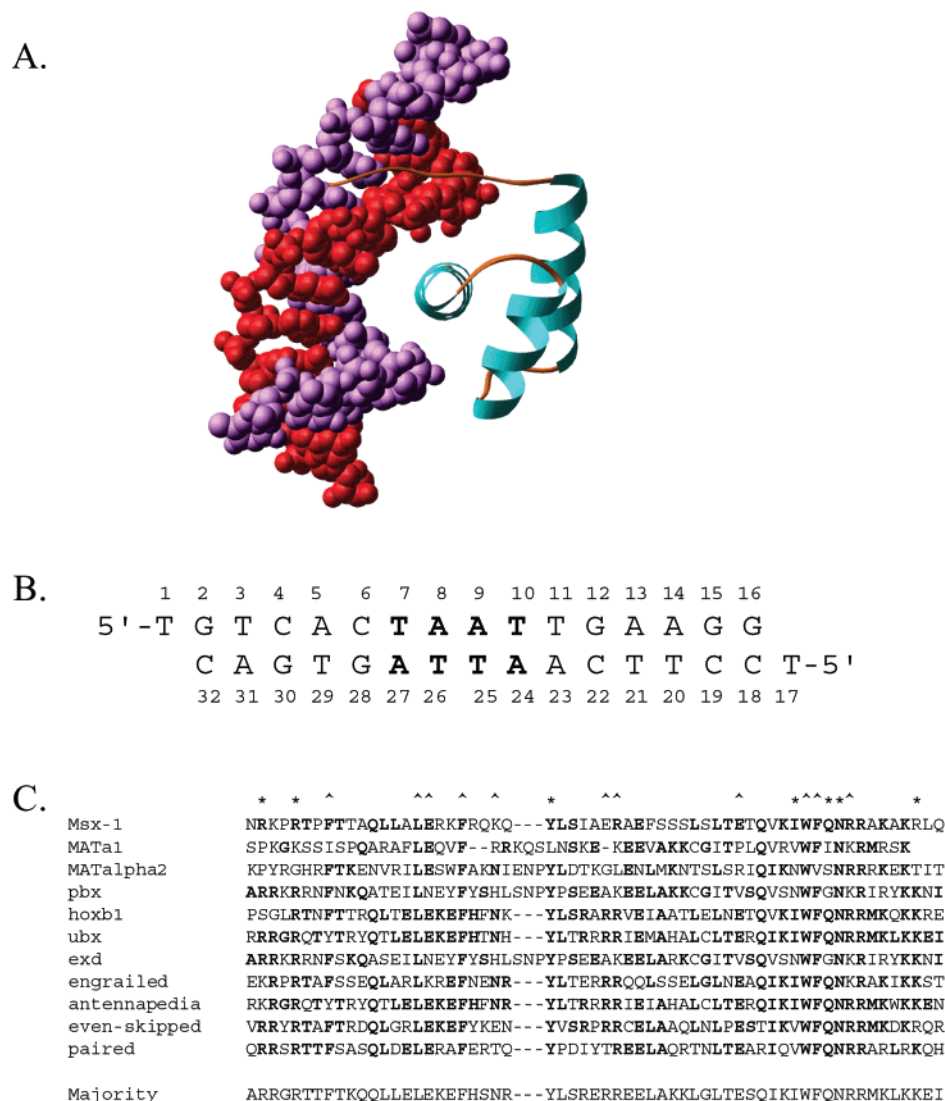 A.
B.
1 2 3 4 5 6 7 8 9 10 11 12 13 14 15 16
5'-T G T C A C T A A T T G A A G G
C A G T G A T T A A C T T C C T-5'
32 31 30 29 28 27 26 25 24 23 22 21 20 19 18 17
C.
* * ^ ^^ ^ ^ * ^^ ^ *^^**^ *
Msx-1 NRKPRTPFTTAQLLALERKFRQKQ---YLSIAERAEFSSSLSLTETQVKIWFQNRRAKAKRLQ
MATa1 SPKGKSSISPQARAFLEQVF--RRKQSLNSKE-KEEVAKKCGITPLQVRVWFINKRMRSK
MATalpha2 KPYRGHRFTKENVRILESWFAKNIENPYLDTKGLENLMKNTSLSRIQIKNWVSNRRRKEKTIT
pbx ARRKRRNFNKQATEILNEYFYSHLSNPYPSEEAKEELAKKCGITVSQVSNWFGNKRIRYKKNI
hoxb1 PSGLRTNFTTRQLTELEKEFHFNK---YLSRARRVEIAATLELNETQVKIWFQNRRMKQKKRE
ubx RRRGRQTYTRYQTLELEKEFHTNH---YLTRRRRIEMAHALCLTERQIKIWFQNRRMKLKKEI
exd ARRKRRNFSKQASEILNEYFYSHLSNPYPSEEAKEELARKCGITVSQVSNWFGNKRIRYKKNI
engrailed EKRPRTAFSSEQLARLKREFNENR---YLTERRRQQLSSELGLNEAQIKIWFQNKRAKIKKST
antennapedia RKRGRQTYTRYQTLELEKEFHFNR---YLTRRRRIEIAHALCLTERQIKIWFQNRRMKWKKEN
even-skipped VRRYRTAFTRDQLGRLEKEFYKEN---YVSRPRRCELAAQLNLPESTIKVWFQNRRMKDKRQR
paired QRRSRTTFSASQLDELERAFERTQ---YPDIYTREELAQRTNLTEARIQVWFQNRRARLRKQH
Majority ARRGRTTFTKQQLLELEKEFHSNR---YLSRERREELAKKLGLTESQIKIWFQNRRMKLKKEI